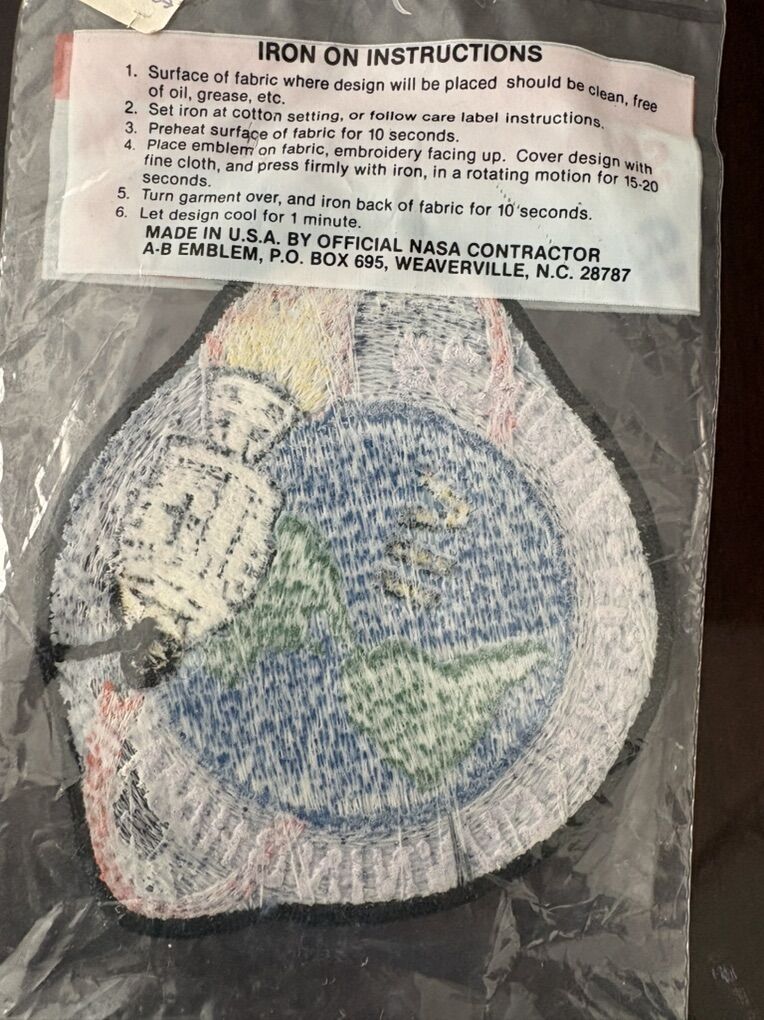 IRON ON INSTRUCTIONS
1. Surface of fabric where design will be placed should be clean, free
of oil, grease, etc.
2. Set iron at cotton setting, or follow care label instructions.
3. Preheat surface of fabric for 10 seconds.
4. Place emblem on fabric, embroidery facing up. Cover design with
fine cloth, and press firmly with iron, in a rotating motion for 15-20
seconds.
5. Turn garment over, and iron back of fabric for 10 seconds.
6. Let design cool for 1 minute.
MADE IN U.S.A. BY OFFICIAL NASA CONTRACTOR
A-B EMBLEM, P.O. BOX 695, WEAVERVILLE, N.C. 28787